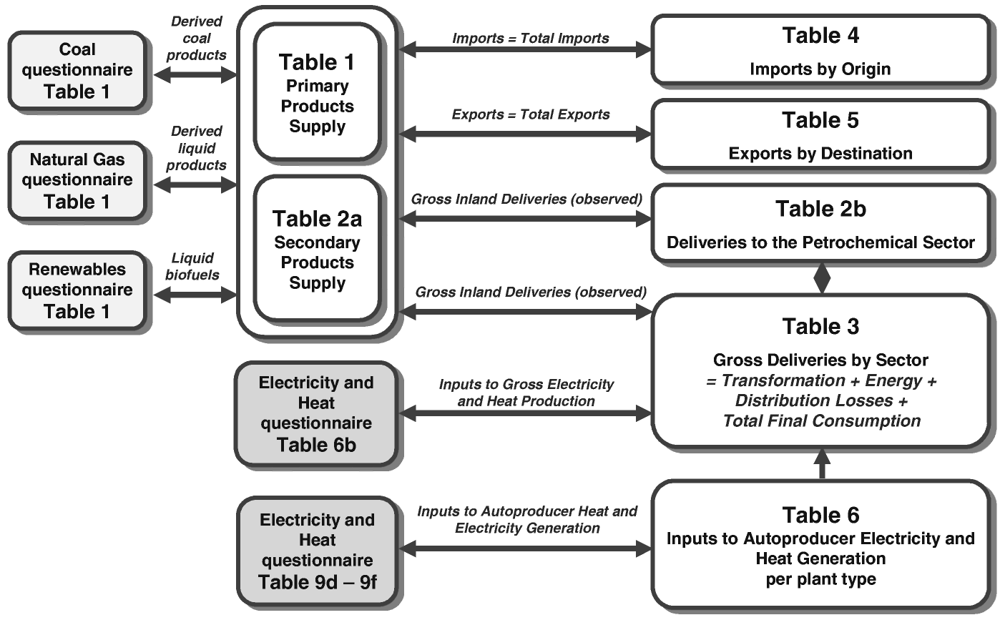 Coal
questionnaire
Table 1
Derived
coal
products
Natural Gas
questionnaire
Table 1
Derived
liquid
products
Renewables
questionnaire
Table 1
Liquid
biofuels
Table 1
Primary
Products
Supply
Table 2a
Secondary
Products
Supply
Imports = Total Imports
Table 4
Imports by Origin
Exports = Total Exports
Table 5
Exports by Destination
Gross Inland Deliveries (observed)
Table 2b
Deliveries to the Petrochemical Sector
Gross Inland Deliveries (observed)
Table 3
Gross Deliveries by Sector
= Transformation + Energy +
Distribution Losses +
Total Final Consumption
Electricity and
Heat
questionnaire
Table 6b
Inputs to Gross Electricity
and Heat Production
Electricity and
Heat
questionnaire
Table 9d – 9f
Inputs to Autoproducer Heat and
Electricity Generation
Table 6
Inputs to Autoproducer Electricity and
Heat Generation
per plant type